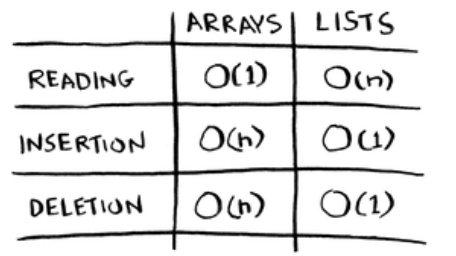 ARRAYS LISTS
READING O(1) O(n)
INSERTION O(n) O(1)
DELETION O(n) O(1)